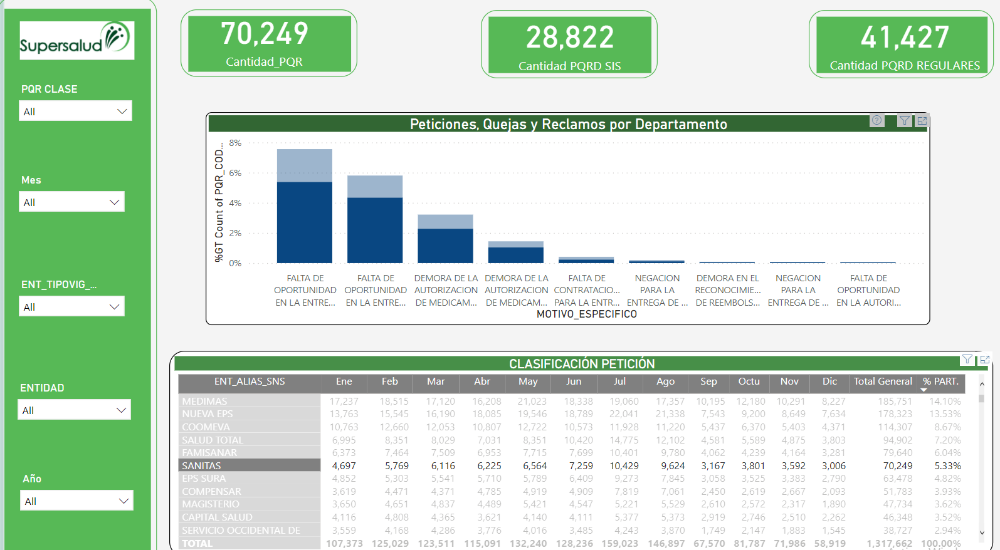 Supersalud
PQR CLASE
All
Mes
All
ENT_TIPOVIG_...
All
ENTIDAD
All
Año
All
70,249
Cantidad_PQR
28,822
Cantidad PQRD SIS
41,427
Cantidad PQRD REGULARES
Peticiones, Quejas y Reclamos por Departamento
%GT Count of PQR_COD...
8%
6%
4%
2%
0%
FALTA DE OPORTUNIDAD EN LA ENTRE...
FALTA DE OPORTUNIDAD EN LA ENTRE...
DEMORA DE LA AUTORIZACION DE MEDICAM...
DEMORA DE LA AUTORIZACION DE MEDICAM...
FALTA DE CONTRATACIO... PARA LA ENTR...
NEGACION PARA LA ENTREGA DE ...
DEMORA EN EL RECONOCIMIE... DE REEMBOLS...
NEGACION PARA LA ENTREGA DE ...
FALTA DE OPORTUNIDAD EN LA AUTORI...
MOTIVO_ESPECIFICO
CLASIFICACIÓN PETICIÓN
ENT_ALIAS_SNS Ene Feb Mar Abr May Jun Jul Ago Sep Octu Nov Dic Total General % PART.
MEDIMAS 17,237 18,515 17,120 16,208 21,023 18,338 19,060 17,357 10,195 12,180 10,291 8,227 185,751 14.10%
NUEVA EPS 13,763 15,545 16,190 18,085 19,546 18,789 22,041 21,338 7,543 9,200 8,649 7,634 178,323 13.53%
COOMEVA 10,763 12,660 12,053 10,807 12,722 10,573 11,928 11,220 5,437 6,370 5,403 4,371 114,307 8.67%
SALUD TOTAL 6,995 8,351 8,029 7,031 8,351 10,420 14,775 12,102 4,581 5,589 4,875 3,803 94,902 7.20%
FAMISANAR 6,373 7,464 7,509 6,953 7,715 7,699 10,401 9,780 4,062 4,239 4,164 3,281 79,640 6.04%
SANITAS 4,697 5,769 6,116 6,225 6,564 7,259 10,429 9,624 3,167 3,801 3,592 3,006 70,249 5.33%
EPS SURA 4,852 5,303 5,541 5,710 5,789 6,409 9,273 7,845 3,058 3,525 3,383 2,790 63,478 4.82%
COMPENSAR 3,619 4,471 4,371 4,785 4,919 4,909 7,819 7,061 2,450 2,619 2,667 2,093 51,783 3.93%
MAGISTERIO 3,650 4,651 4,837 4,489 5,421 4,547 5,221 5,529 2,610 2,572 2,317 1,890 47,734 3.62%
CAPITAL SALUD 4,116 4,808 4,365 3,621 4,140 4,111 5,377 5,373 2,919 2,746 2,510 2,262 46,348 3.52%
SERVICIO OCCIDENTAL DE 3,559 4,168 4,286 3,776 4,016 3,485 4,243 3,870 1,749 2,147 1,883 1,545 38,727 2.94%
TOTAL 107,373 125,029 123,511 115,091 132,240 128,236 159,023 146,897 67,570 81,787 71,986 58,919 1,317,662 100.00%